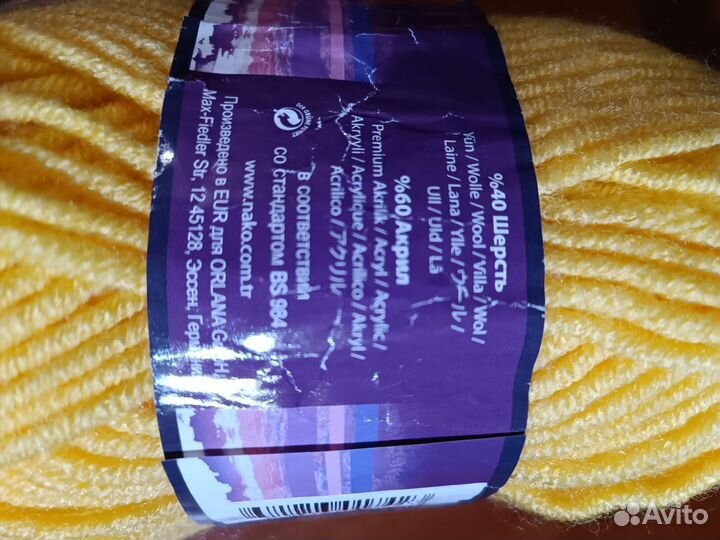 %40 Шерсть
Yün / Wolle / Wool / Villa / Wol /
Laine / Lana / Ylle / ウール /
Ull / Uld / Lã
%60 Акрил
Premium Akrilik / Acryl / Acrylic /
Akryyli / Acrylique / Acrilico / Akryl /
Acrílico / アクリル
В соответствии
со стандартом BS 984
www.nako.com.tr
Произведено в EUR для ORLANA
Max-Fiedler Str. 12 45128, Эссен,
Avito